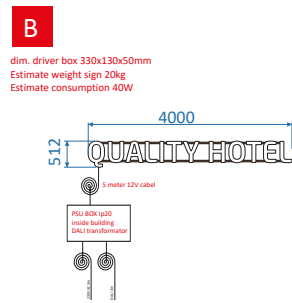 B
dim. driver box 330x130x50mm
Estimate weight sign 20kg
Estimate consumption 40W
4000
512
QUALITY HOTEL
5 meter 12V cabel
PSU BOX Ip20
inside building
DALI transformator